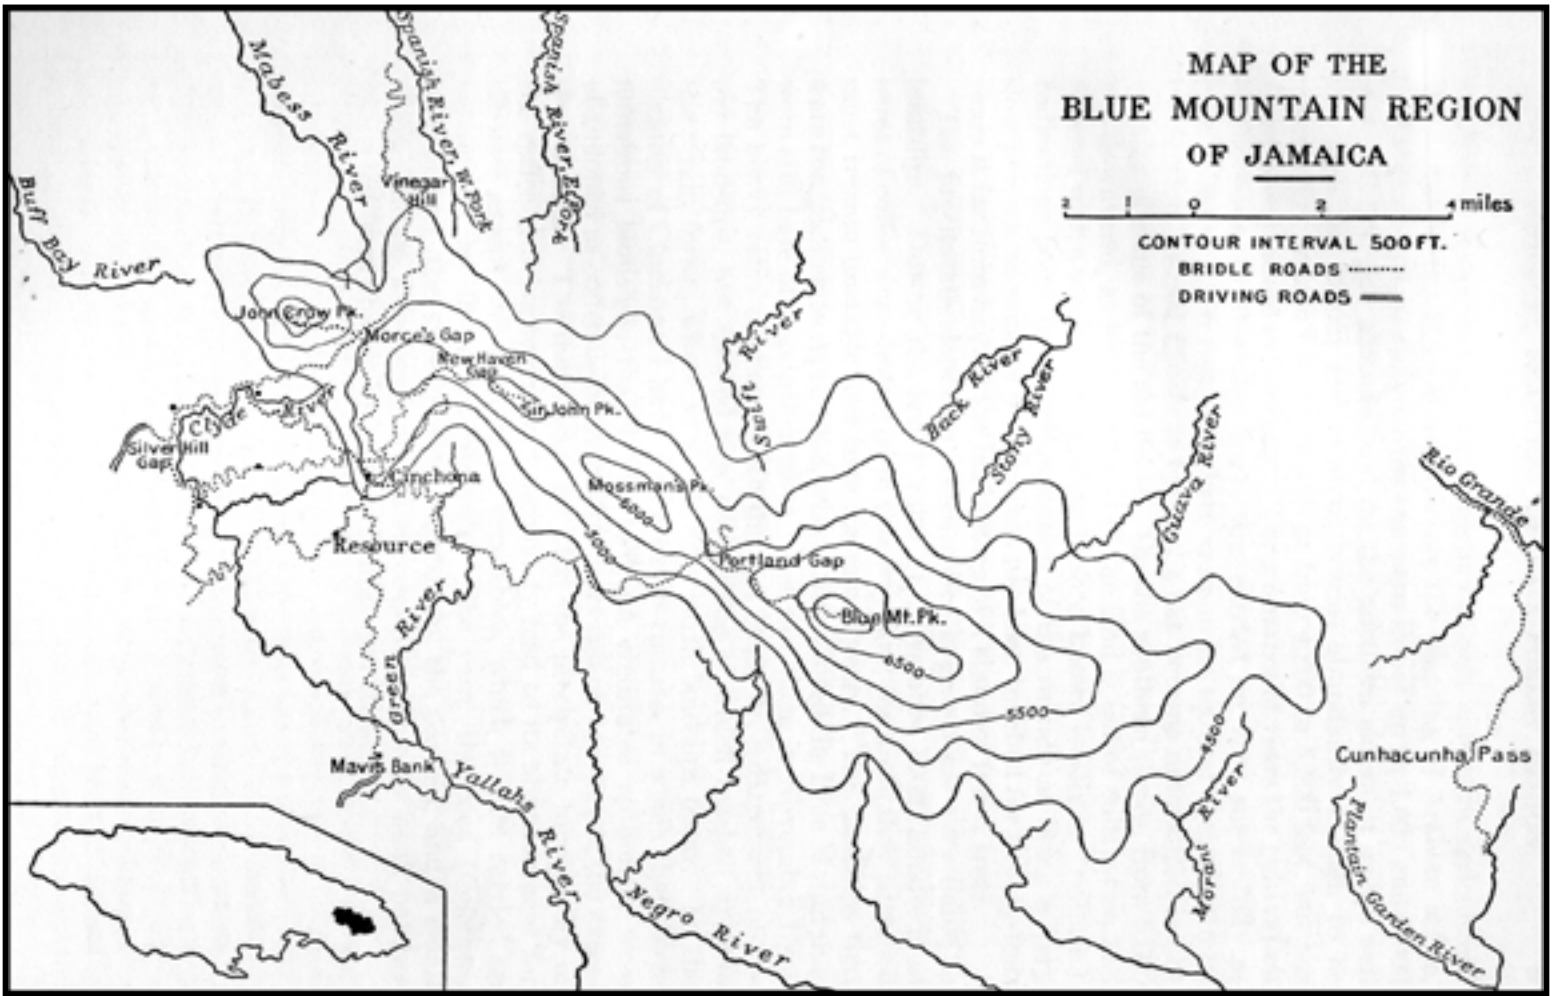 MAP OF THE
BLUE MOUNTAIN REGION
OF JAMAICA
2 1 0 2 4 miles
CONTOUR INTERVAL 500 FT.
BRIDLE ROADS
DRIVING ROADS
Buff Bay River
Mabess River
Spanish River, W. Fork
Spanish River, E. Fork
Vinegar
Hill
John Crow Pk.
Morce's Gap
New Haven
Gap
Sir John Pk.
Clyde River
Silver Hill
Gap
Cinchona
Mossman's Pk.
6000
5000
Resource
Portland Gap
Blue Mt. Pk.
6500
5500
4500
Swift River
Back River
Stony River
Guava River
Rio Grande
Green River
Mavis Bank
Yallahs River
Negro River
Morant River
Cunhacunha Pass
Plantain Garden River